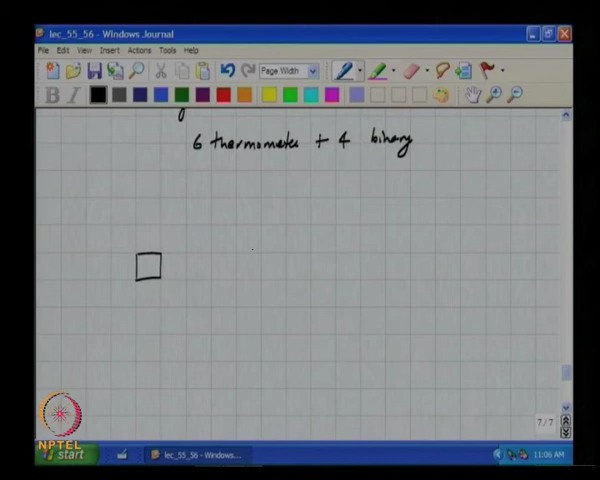 lec_55_56 - Windows Journal
File Edit View Insert Actions Tools Help
Page Width
B I
6 thermometer + 4 binary
7/7
NPTEL
start lec_55_56 - Windows... 11:06 AM